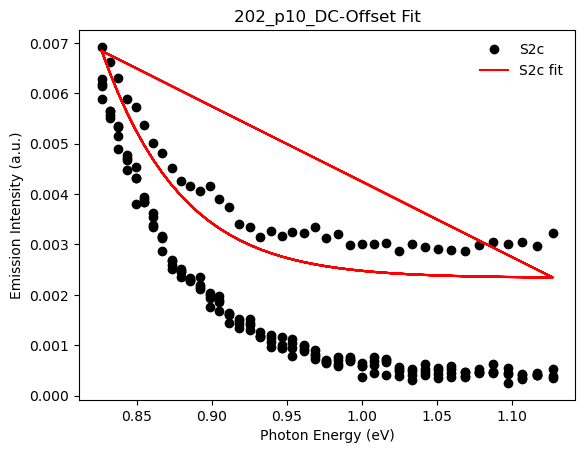 202_p10_DC-Offset Fit
S2c
S2c fit
Emission Intensity (a.u.)
0.007
0.006
0.005
0.004
0.003
0.002
0.001
0.000
0.85
0.90
0.95
1.00
1.05
1.10
Photon Energy (eV)